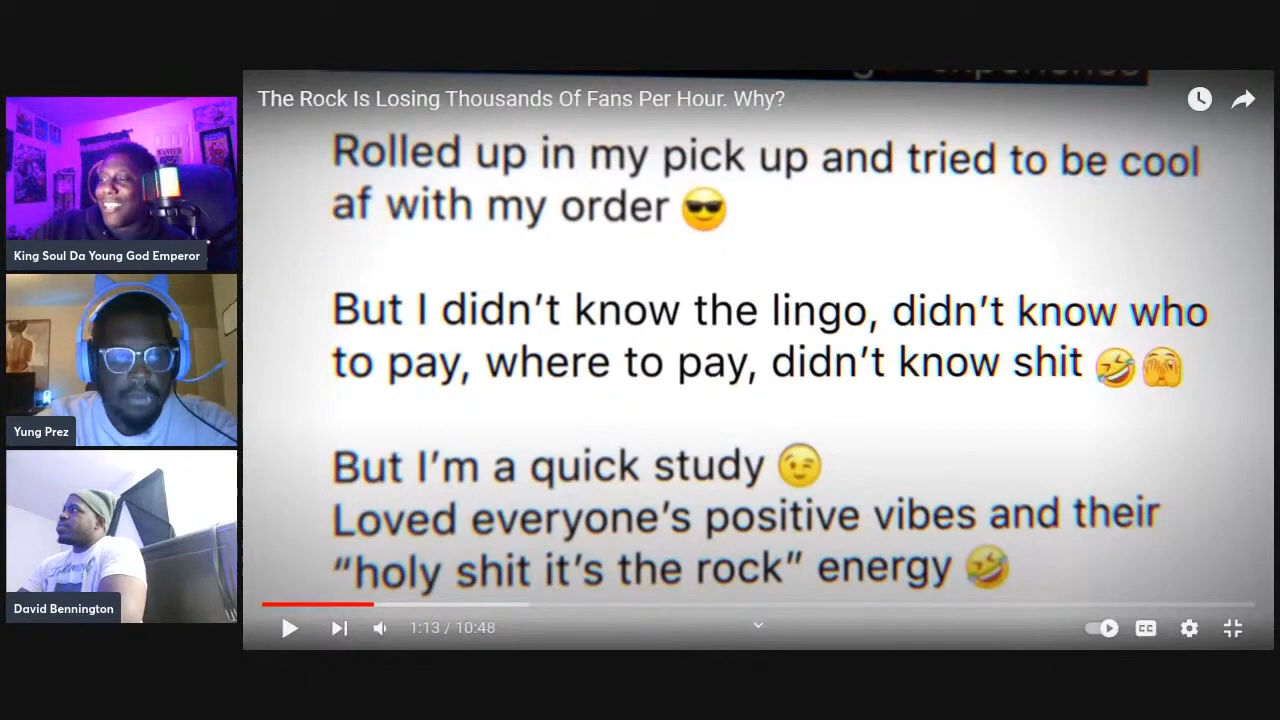 The Rock Is Losing Thousands Of Fans Per Hour. Why?
Rolled up in my pick up and tried to be cool
af with my order 😎
But I didn't know the lingo, didn't know who
to pay, where to pay, didn't know shit 🤣🫣
But I'm a quick study 😉
Loved everyone's positive vibes and their
“holy shit it's the rock” energy 🤣
1:13 / 10:48
CC
King Soul Da Young God Emperor
Yung Prez
David Bennington
WANTED